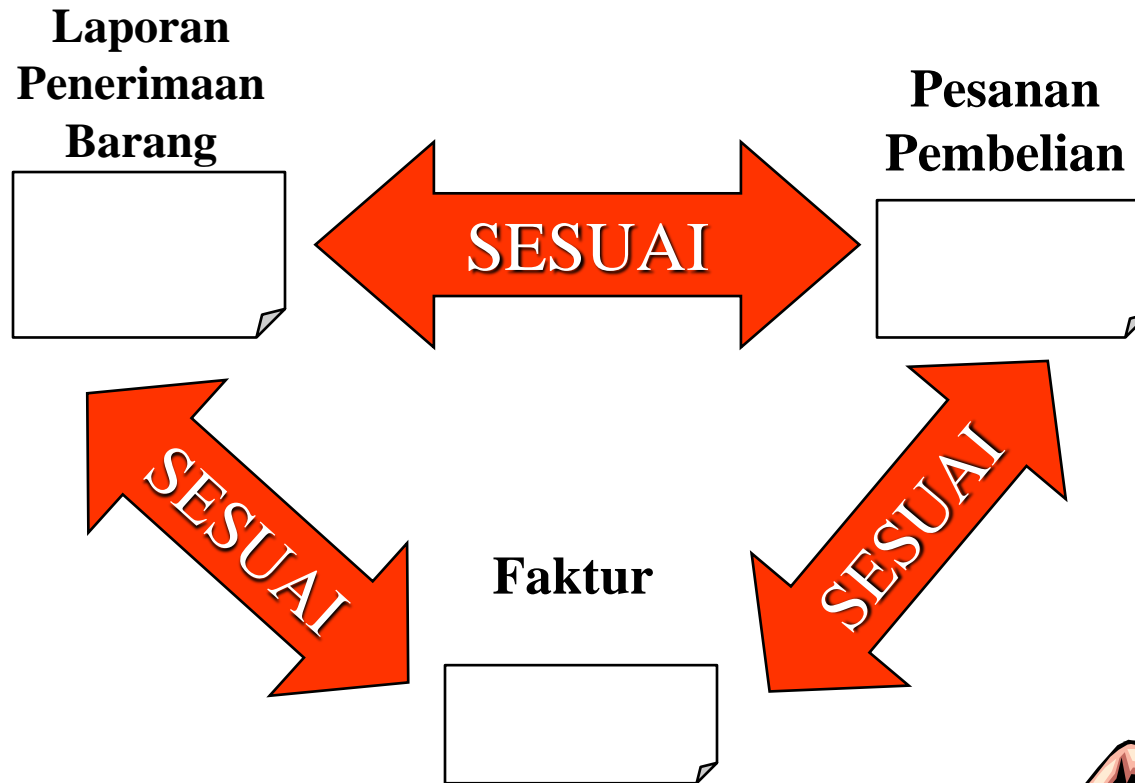 Laporan
Penerimaan
Barang
Pesanan
Pembelian
SESUAI
SESUAI
SESUAI
Faktur